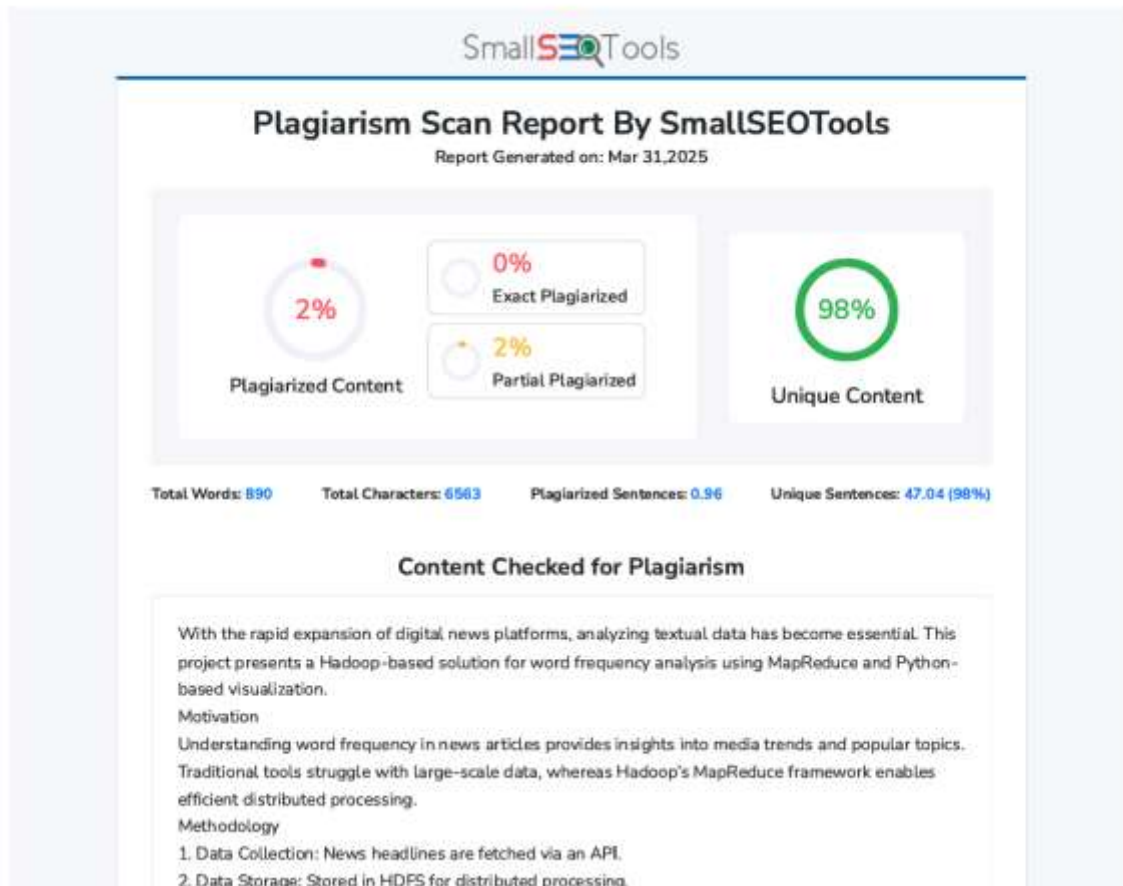 SmallSEOTools
Plagiarism Scan Report By SmallSEOTools
Report Generated on: Mar 31,2025
2%
Plagiarized Content
0%
Exact Plagiarized
2%
Partial Plagiarized
98%
Unique Content
Total Words: 890 Total Characters: 6563 Plagiarized Sentences: 0.96 Unique Sentences: 47.04 (98%)
Content Checked for Plagiarism
With the rapid expansion of digital news platforms, analyzing textual data has become essential. This
project presents a Hadoop-based solution for word frequency analysis using MapReduce and Python-
based visualization.
Motivation
Understanding word frequency in news articles provides insights into media trends and popular topics.
Traditional tools struggle with large-scale data, whereas Hadoop's MapReduce framework enables
efficient distributed processing.
Methodology
1. Data Collection: News headlines are fetched via an API.
2. Data Storage: Stored in HDFS for distributed processing.